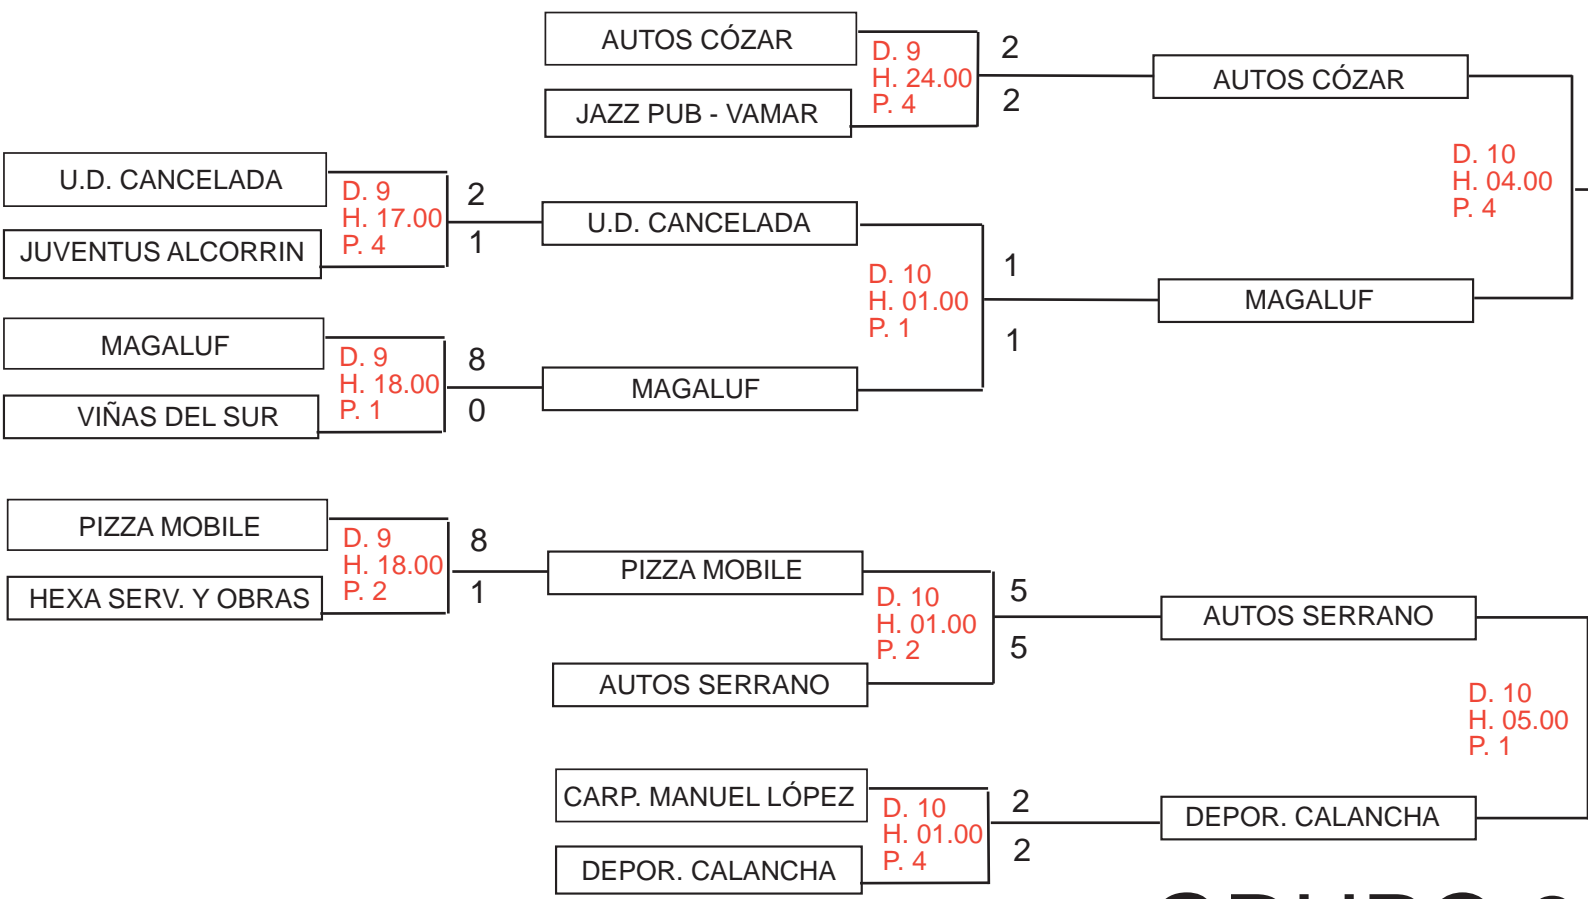 AUTOS CÓZAR
D. 9
H. 24.00
P. 4
2
2
JAZZ PUB - VAMAR
AUTOS CÓZAR
U.D. CANCELADA
D. 9
H. 17.00
P. 4
2
1
JUVENTUS ALCORRIN
U.D. CANCELADA
D. 10
H. 01.00
P. 1
1
1
D. 10
H. 04.00
P. 4
MAGALUF
MAGALUF
D. 9
H. 18.00
P. 1
8
0
VIÑAS DEL SUR
MAGALUF
PIZZA MOBILE
D. 9
H. 18.00
P. 2
8
1
HEXA SERV. Y OBRAS
PIZZA MOBILE
D. 10
H. 01.00
P. 2
5
5
AUTOS SERRANO
AUTOS SERRANO
D. 10
H. 05.00
P. 1
CARP. MANUEL LÓPEZ
D. 10
H. 01.00
P. 4
2
2
DEPOR. CALANCHA
DEPOR. CALANCHA